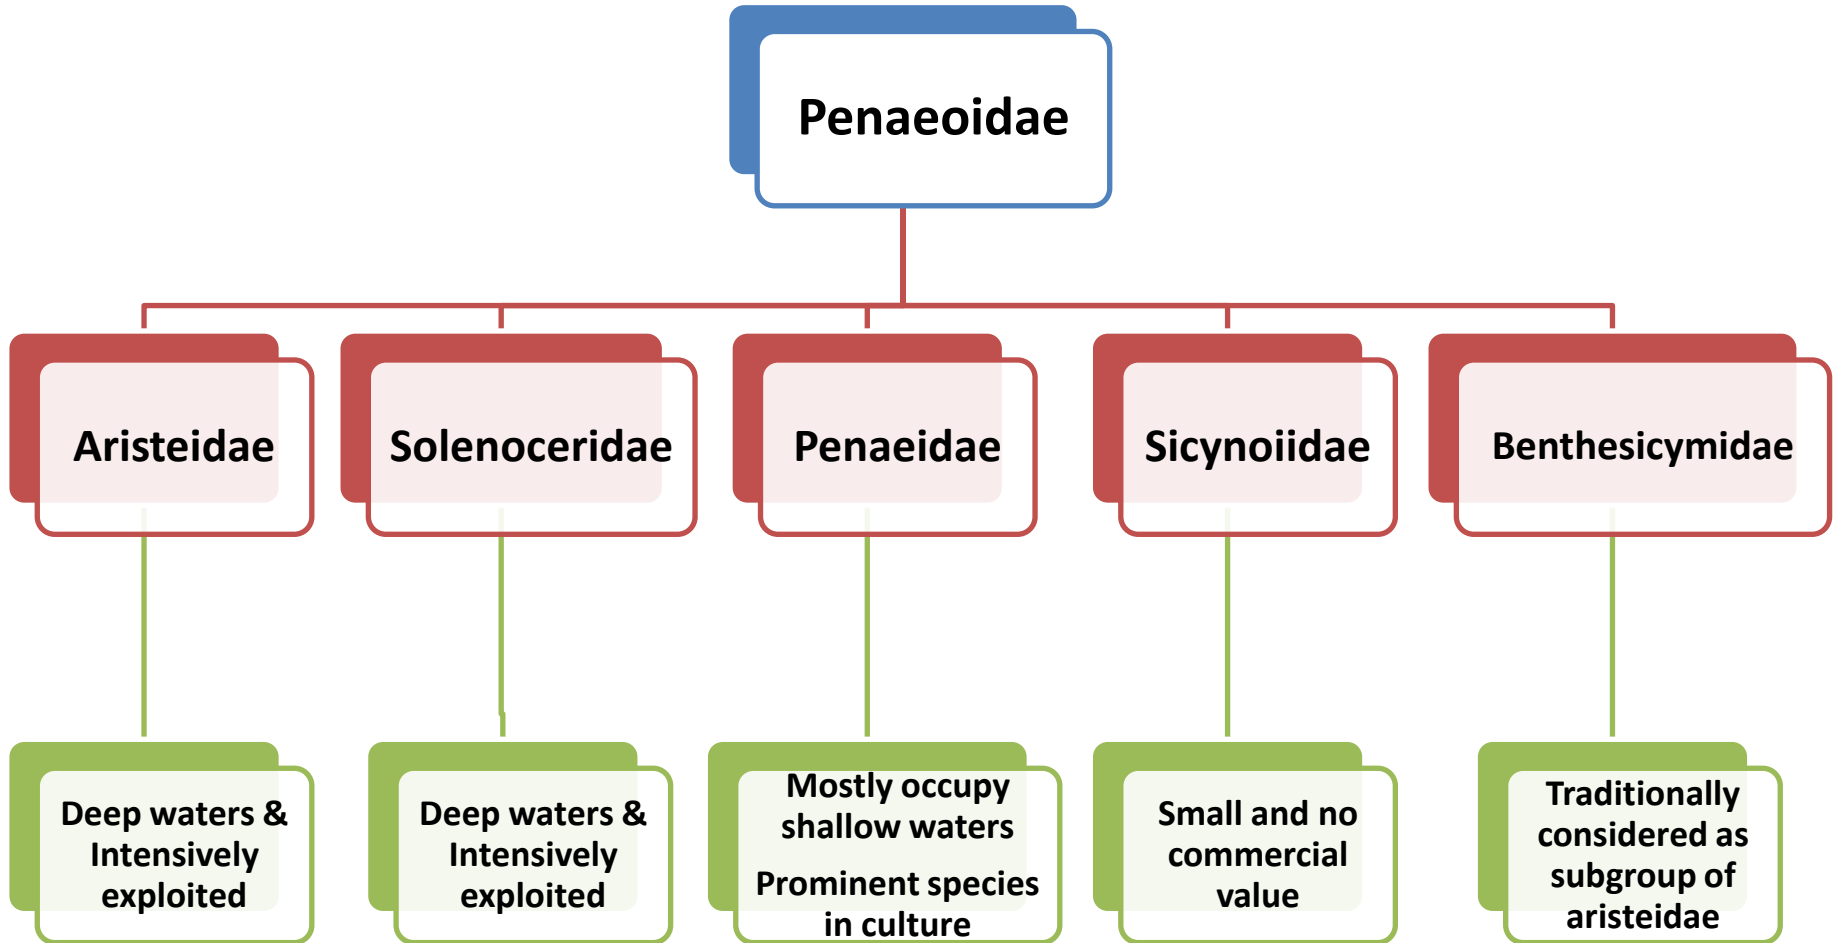 Penaeoidae
Aristeidae
Solenoceridae
Penaeidae
Sicynoiidae
Benthesicymidae
Deep waters &
Intensively
exploited
Deep waters &
Intensively
exploited
Mostly occupy
shallow waters
Prominent species
in culture
Small and no
commercial
value
Traditionally
considered as
subgroup of
aristeidae